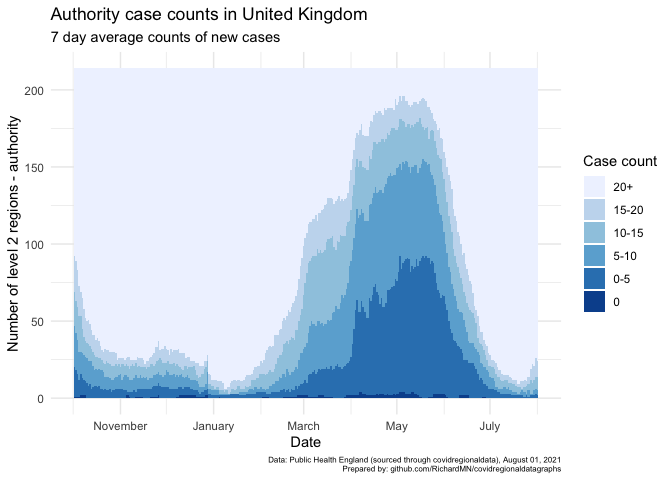 Authority case counts in United Kingdom
7 day average counts of new cases
Number of level 2 regions - authority
200
150
100
50
0
November
January
March
May
July
Date
Case count
20+
15-20
10-15
5-10
0-5
0
Data: Public Health England (sourced through covidregionaldata), August 01, 2021
Prepared by: github.com/RichardMN/covidregionaldatagraphs